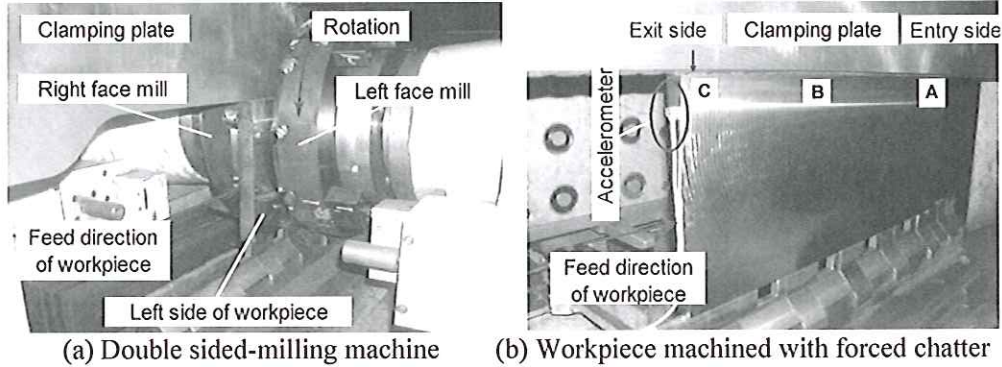 Clamping plate
Rotation
Right face mill
Left face mill
Feed direction
of workpiece
Left side of workpiece
(a) Double sided-milling machine
Exit side
Clamping plate
Entry side
Accelerometer
C
B
A
Feed direction
of workpiece
(b) Workpiece machined with forced chatter